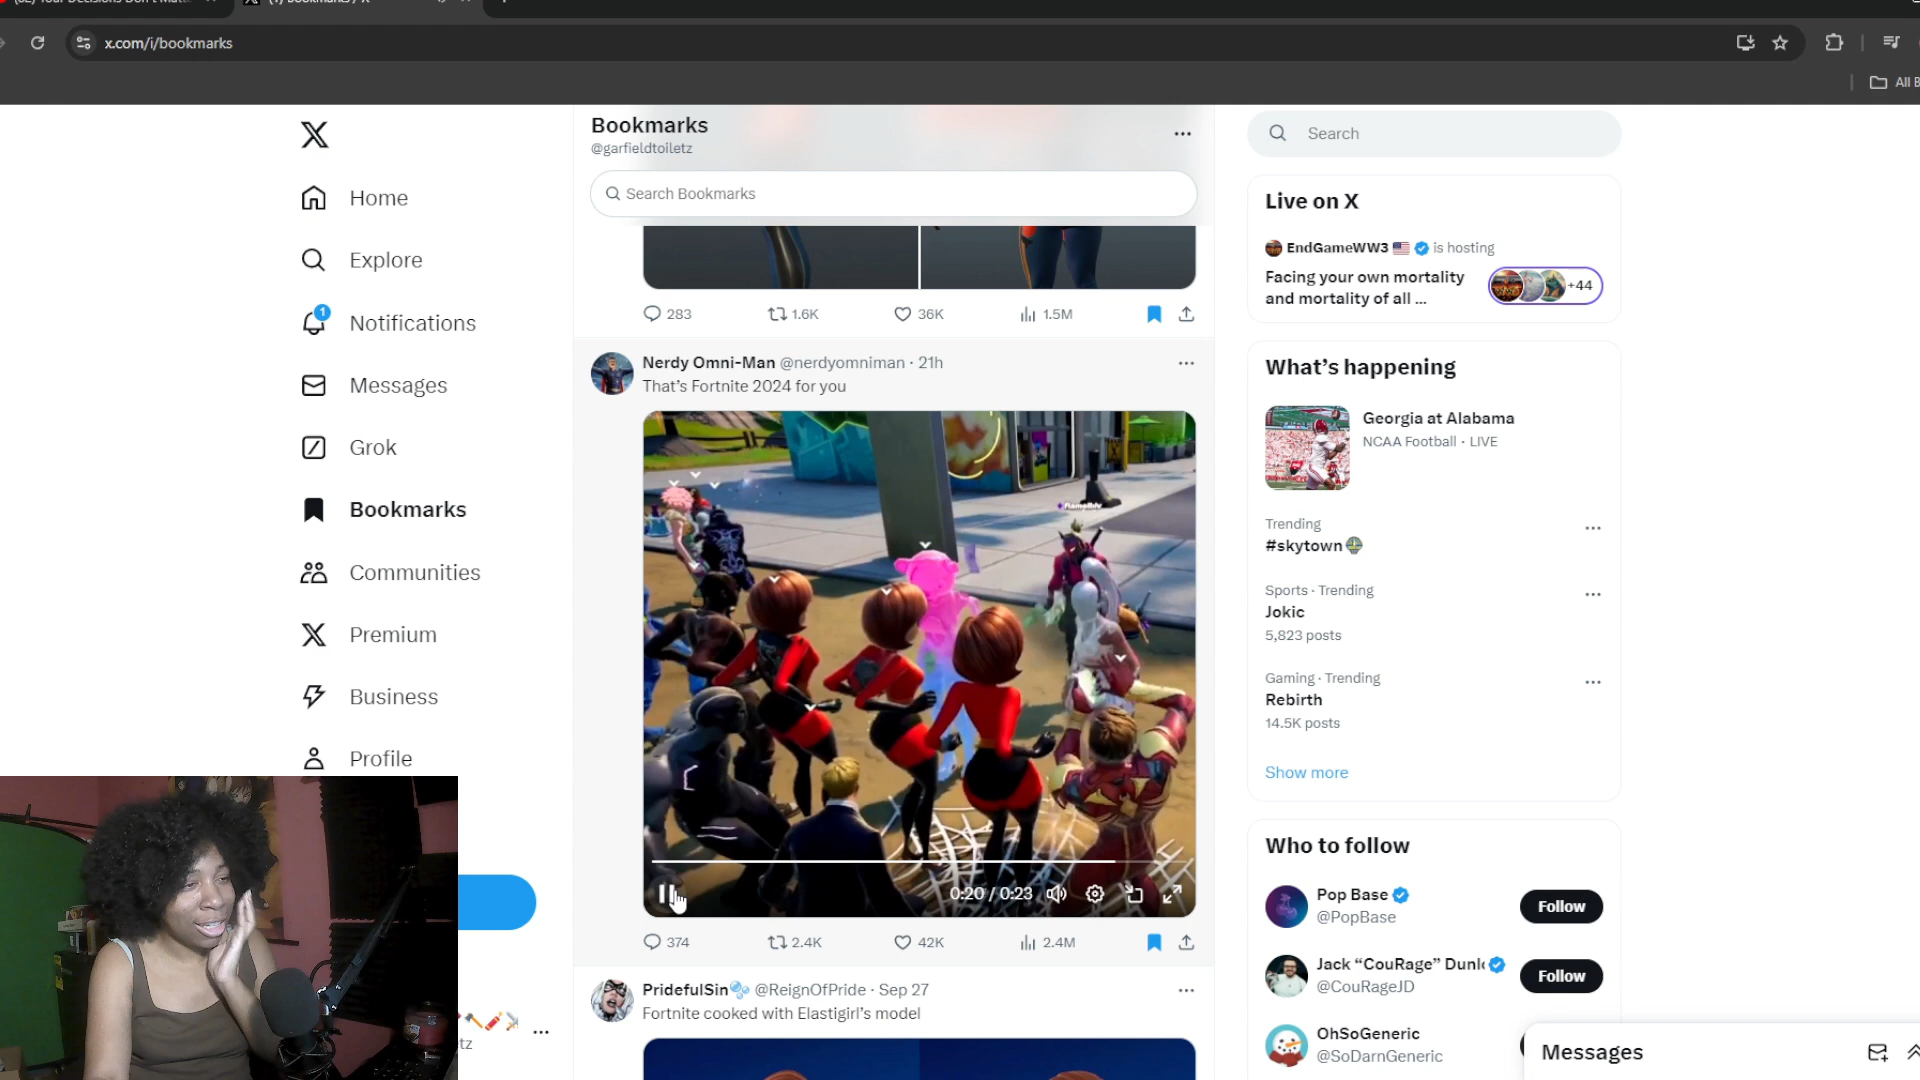 x.com/i/bookmarks
All B
Bookmarks
@garfieldtoiletz
Search Bookmarks
Home
Explore
1
Notifications
Messages
Grok
Bookmarks
Communities
Premium
Business
Profile
283
1.6K
36K
1.5M
Nerdy Omni-Man @nerdyomniman · 21h
That's Fortnite 2024 for you
0:20 / 0:23
374
2.4K
42K
2.4M
PridefulSin @ReignOfPride · Sep 27
Fortnite cooked with Elastigirl's model
Search
Live on X
EndGameWW3 is hosting
Facing your own mortality
and mortality of all ...
+44
What's happening
Georgia at Alabama
NCAA Football · LIVE
Trending
#skytown
Sports · Trending
Jokic
5,823 posts
Gaming · Trending
Rebirth
14.5K posts
Show more
Who to follow
Pop Base
@PopBase
Follow
Jack “CouRage” Dunl
@CouRageJD
Follow
OhSoGeneric
@SoDarnGeneric
Messages
tz